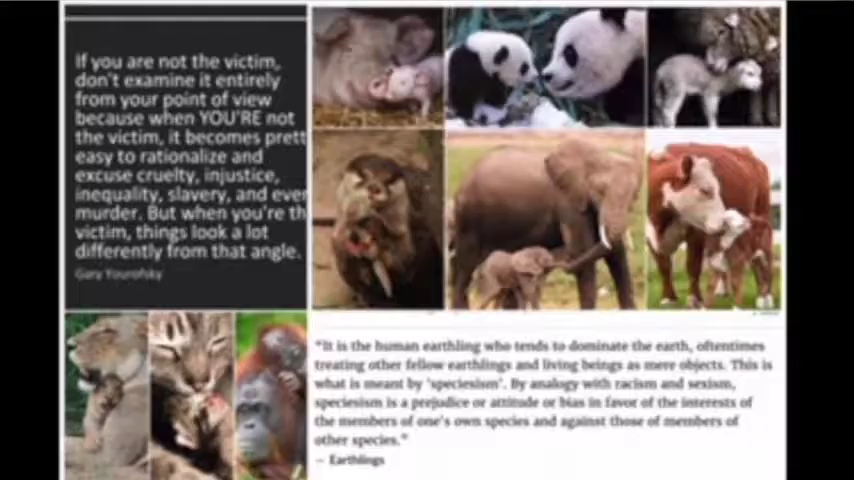 If you are not the victim,
don't examine it entirely
from your point of view
because when YOU'RE not
the victim, it becomes prett
easy to rationalize and
excuse cruelty, injustice,
inequality, slavery, and ever
murder. But when you're th
victim, things look a lot
differently from that angle.
Gary Yourofsky
“It is the human earthling who tends to dominate the earth, oftentimes
treating other fellow earthlings and living beings as mere objects. This is
what is meant by 'speciesism'. By analogy with racism and sexism,
speciesism is a prejudice or attitude or bias in favor of the interests of
the members of one's own species and against those of members of
other species.”
— Earthlings